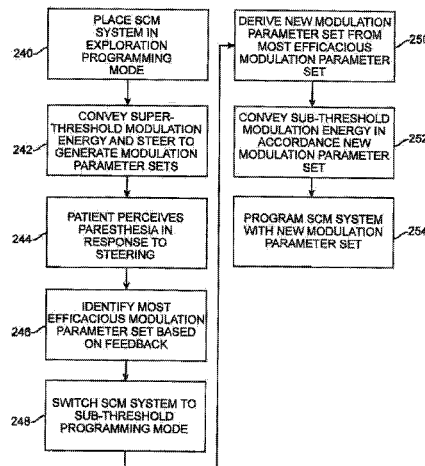 240
PLACE SCM
SYSTEM IN
EXPLORATION
PROGRAMMING
MODE
242
CONVEY SUPER-
THRESHOLD MODULATION
ENERGY AND STEER TO
GENERATE MODULATION
PARAMETER SETS
244
PATIENT PERCEIVES
PARESTHESIA IN
RESPONSE TO
STEERING
246
IDENTIFY MOST
EFFICACIOUS MODULATION
PARAMETER SET BASED
ON FEEDBACK
248
SWITCH SCM SYSTEM TO
SUB-THRESHOLD
PROGRAMMING MODE
DERIVE NEW MODULATION
PARAMETER SET FROM
MOST EFFICACIOUS
MODULATION PARAMETER
SET
250
CONVEY SUB-THRESHOLD
MODULATION ENERGY IN
ACCORDANCE NEW
MODULATION PARAMETER
SET
252
PROGRAM SCM SYSTEM
WITH NEW MODULATION
PARAMETER SET
254